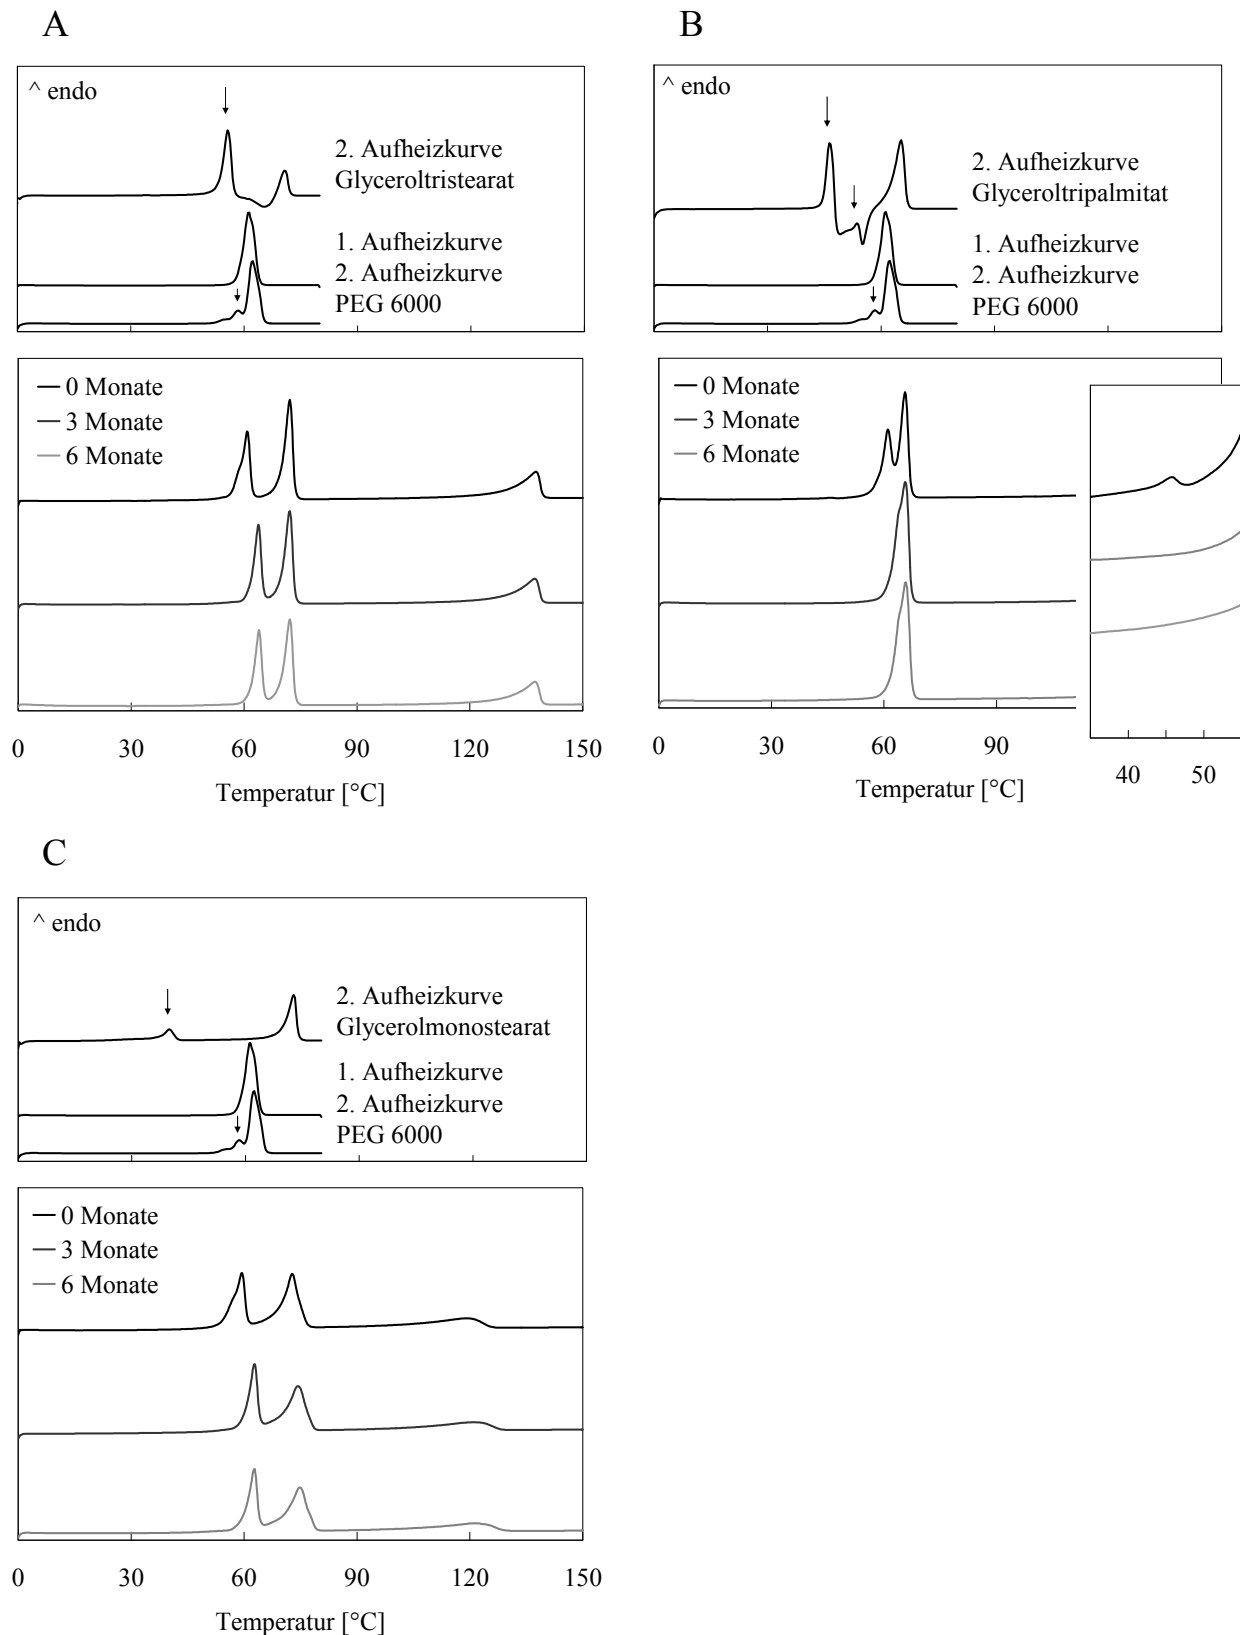 A
^ endo
2. Aufheizkurve
Glyceroltristearat
1. Aufheizkurve
2. Aufheizkurve
PEG 6000
0 Monate
3 Monate
6 Monate
0 30 60 90 120 150
Temperatur [°C]
B
^ endo
2. Aufheizkurve
Glyceroltripalmitat
1. Aufheizkurve
2. Aufheizkurve
PEG 6000
0 Monate
3 Monate
6 Monate
0 30 60 90
Temperatur [°C]
40 50
C
^ endo
2. Aufheizkurve
Glycerolmonostearat
1. Aufheizkurve
2. Aufheizkurve
PEG 6000
0 Monate
3 Monate
6 Monate
0 30 60 90 120 150
Temperatur [°C]